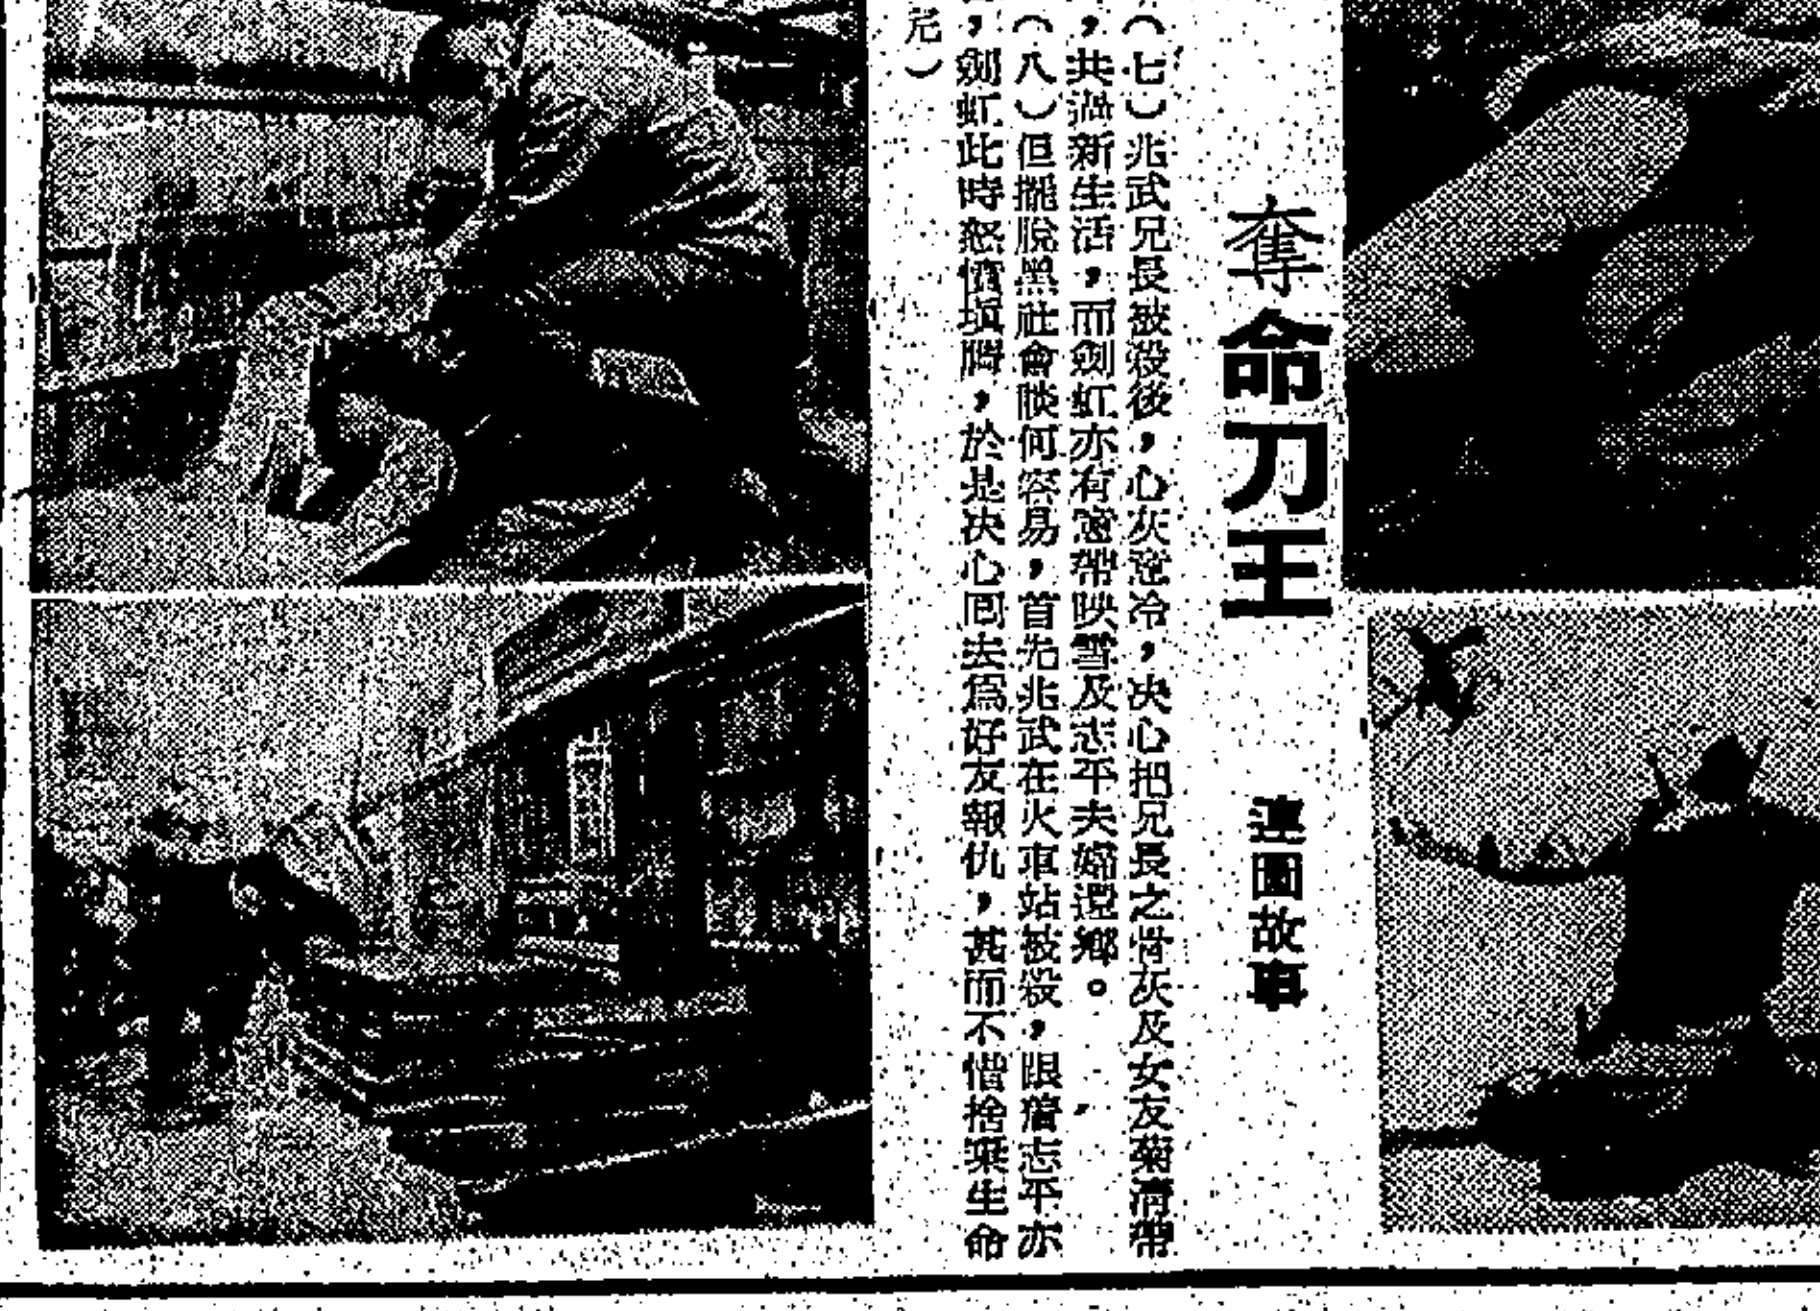 奪命刀王
連圖故事
(七)兆武兄長被殺後,心灰意冷,決心把兄長之骨灰及女友菊清帶
,共過新生活,而劍虹亦有意帶映雪及志平夫婦還鄉。
(八)但擺脫黑社會談何容易,首先兆武在火車站被殺,眼看志平亦
,劍虹此時怒憤填膺,於是决心回去爲好友報仇,甚而不惜捨棄生命
完)